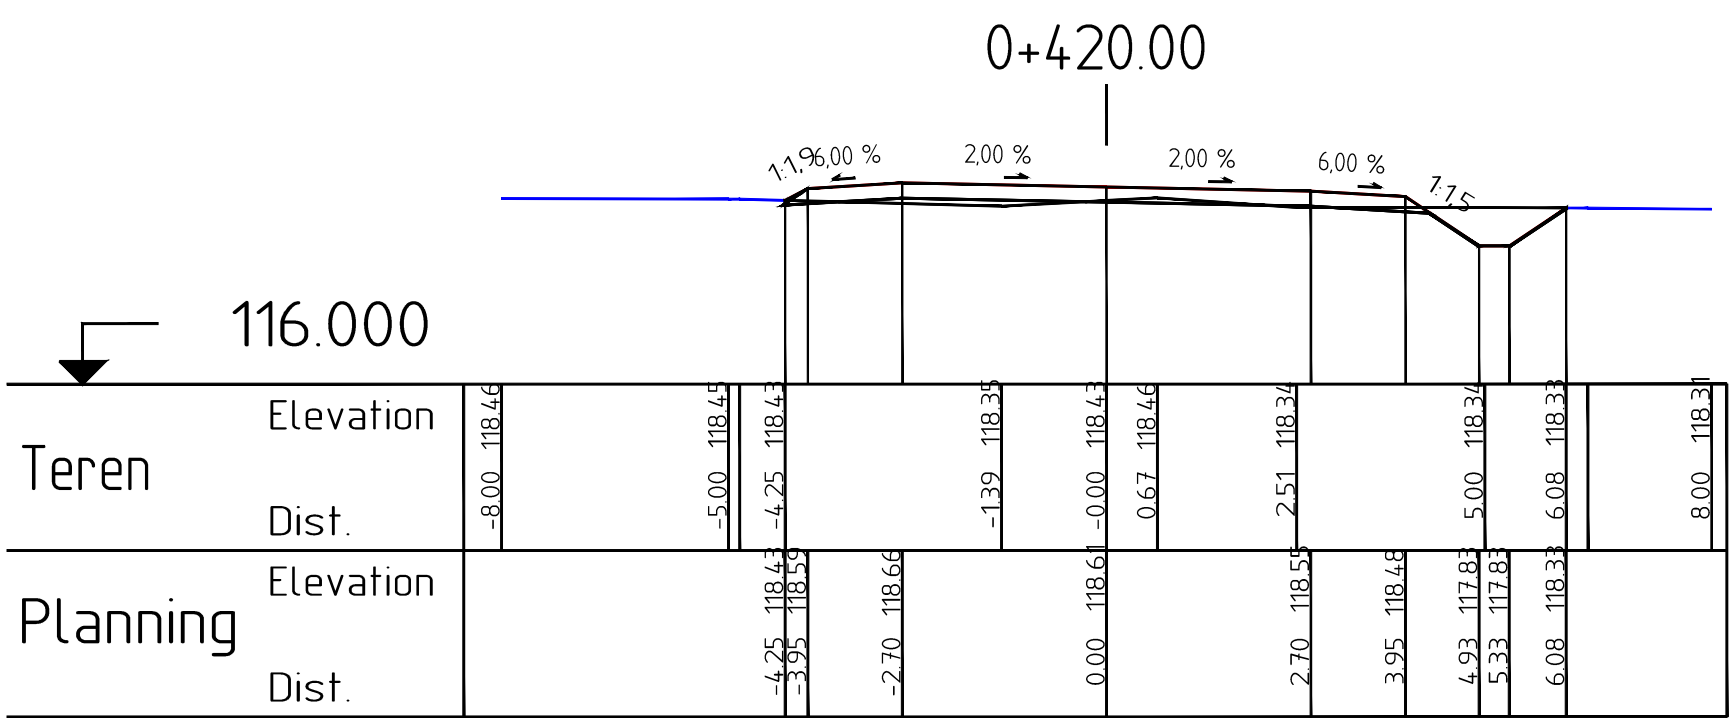 0+420.00
1:1,9 6,00 % 2,00 % 2,00 % 6,00 % 1:1,5
116.000
Teren
Elevation 118.46 118.45 118.43 118.35 118.43 118.46 118.34 118.34 118.33 118.31
Dist. -8.00 -5.00 -4.25 -1.39 -0.00 0.67 2.51 5.00 6.08 8.00
Planning
Elevation 118.43 118.59 118.66 118.61 118.55 118.48 117.83 117.83 118.33
Dist. -4.25 -3.95 -2.70 0.00 2.70 3.95 4.93 5.33 6.08